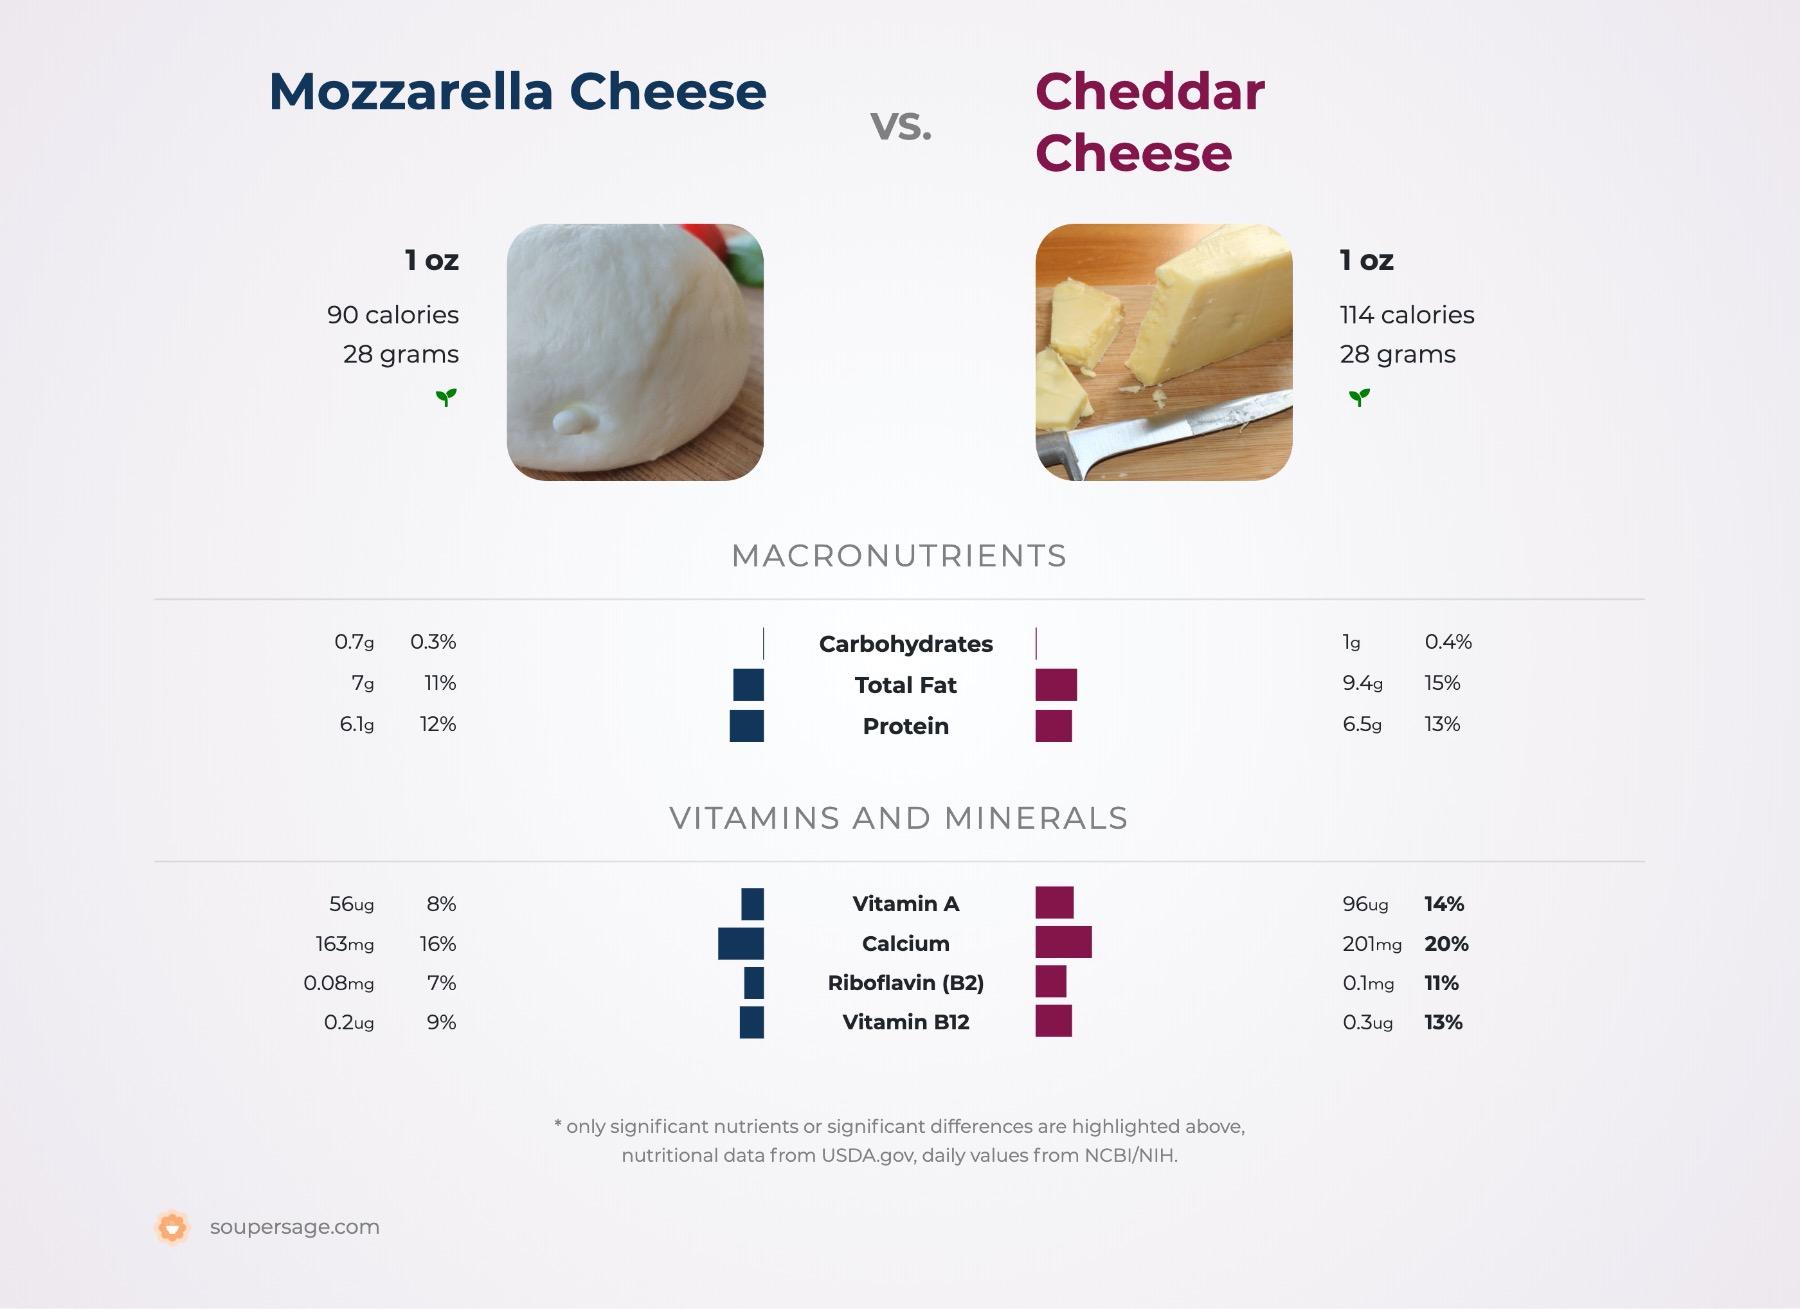 Mozzarella Cheese
vs.
Cheddar
Cheese
1 oz
90 calories
28 grams
1 oz
114 calories
28 grams
MACRONUTRIENTS
0.7g 0.3% Carbohydrates 1g 0.4%
7g 11% Total Fat 9.4g 15%
6.1g 12% Protein 6.5g 13%
VITAMINS AND MINERALS
56ug 8% Vitamin A 96ug 14%
163mg 16% Calcium 201mg 20%
0.08mg 7% Riboflavin (B2) 0.1mg 11%
0.2ug 9% Vitamin B12 0.3ug 13%
* only significant nutrients or significant differences are highlighted above,
nutritional data from USDA.gov, daily values from NCBI/NIH.
soupersage.com